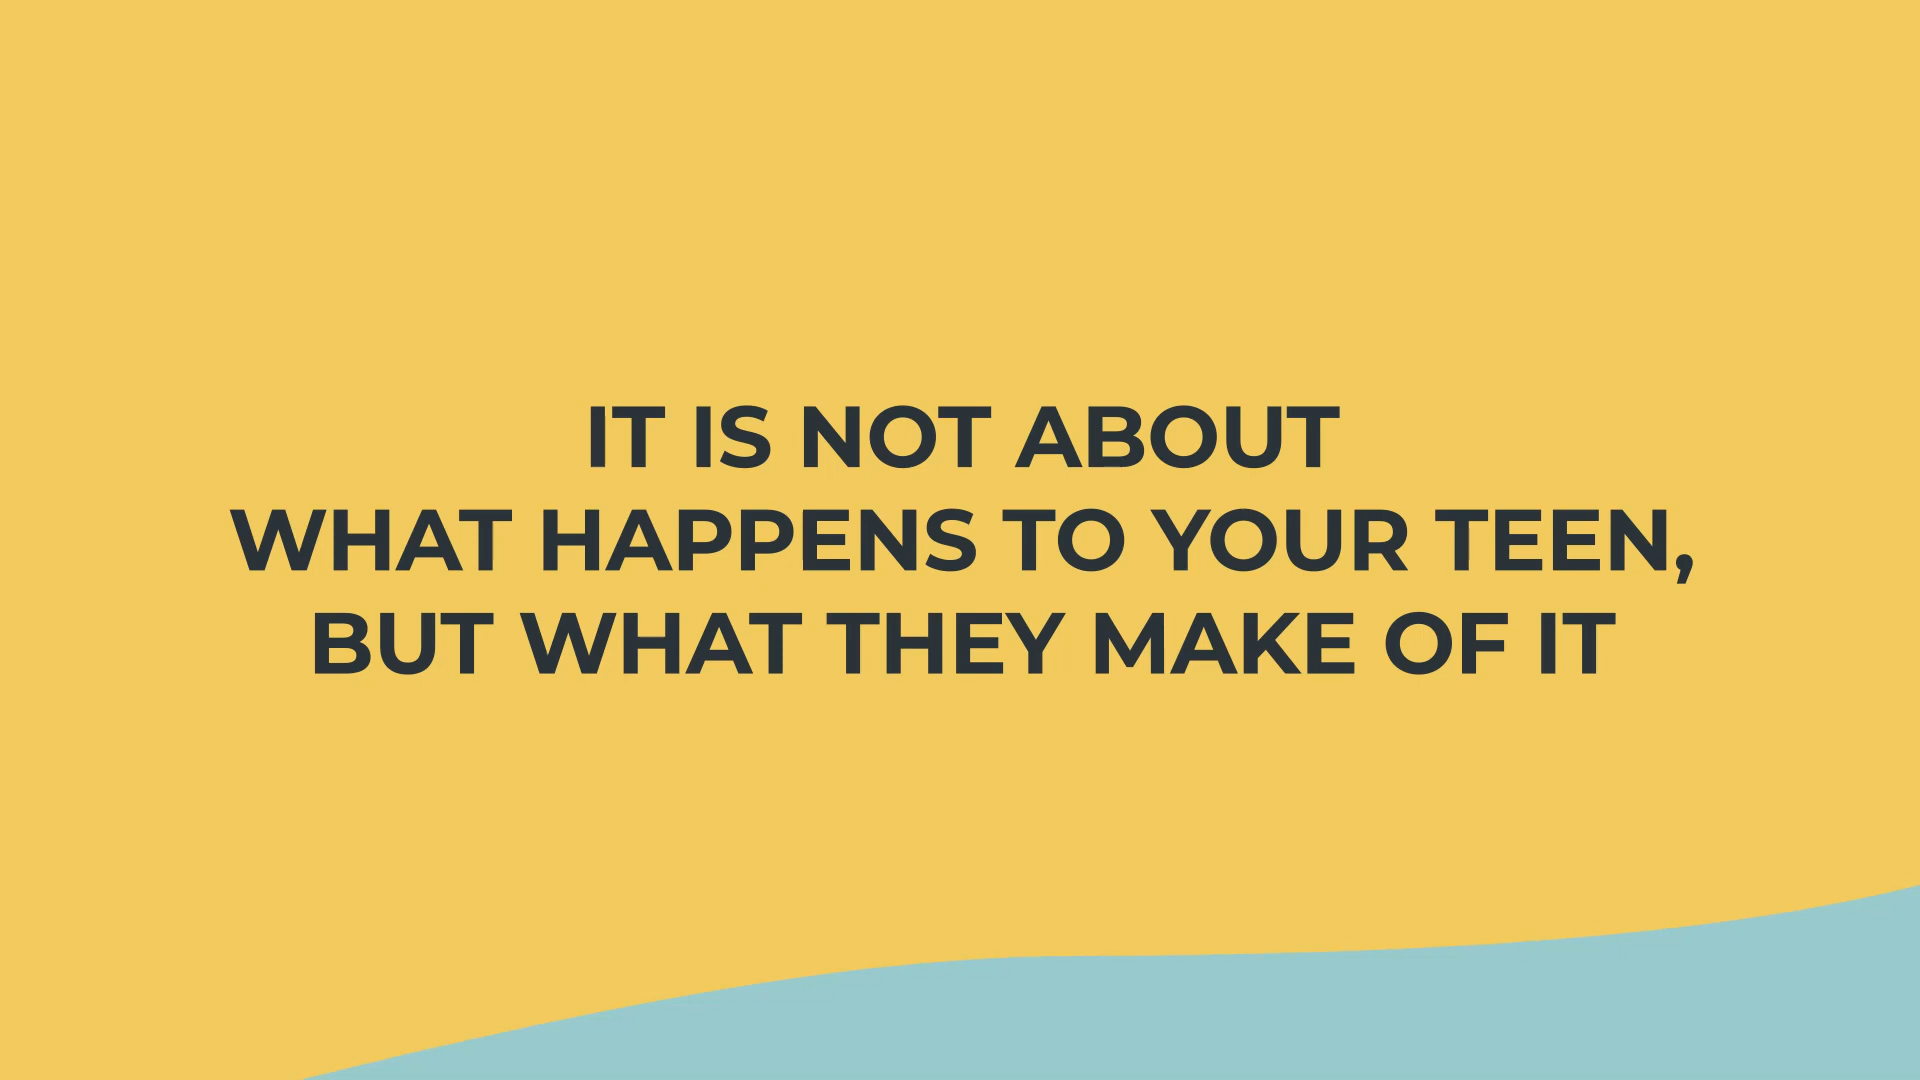 IT IS NOT ABOUT
WHAT HAPPENS TO YOUR TEEN,
BUT WHAT THEY MAKE OF IT